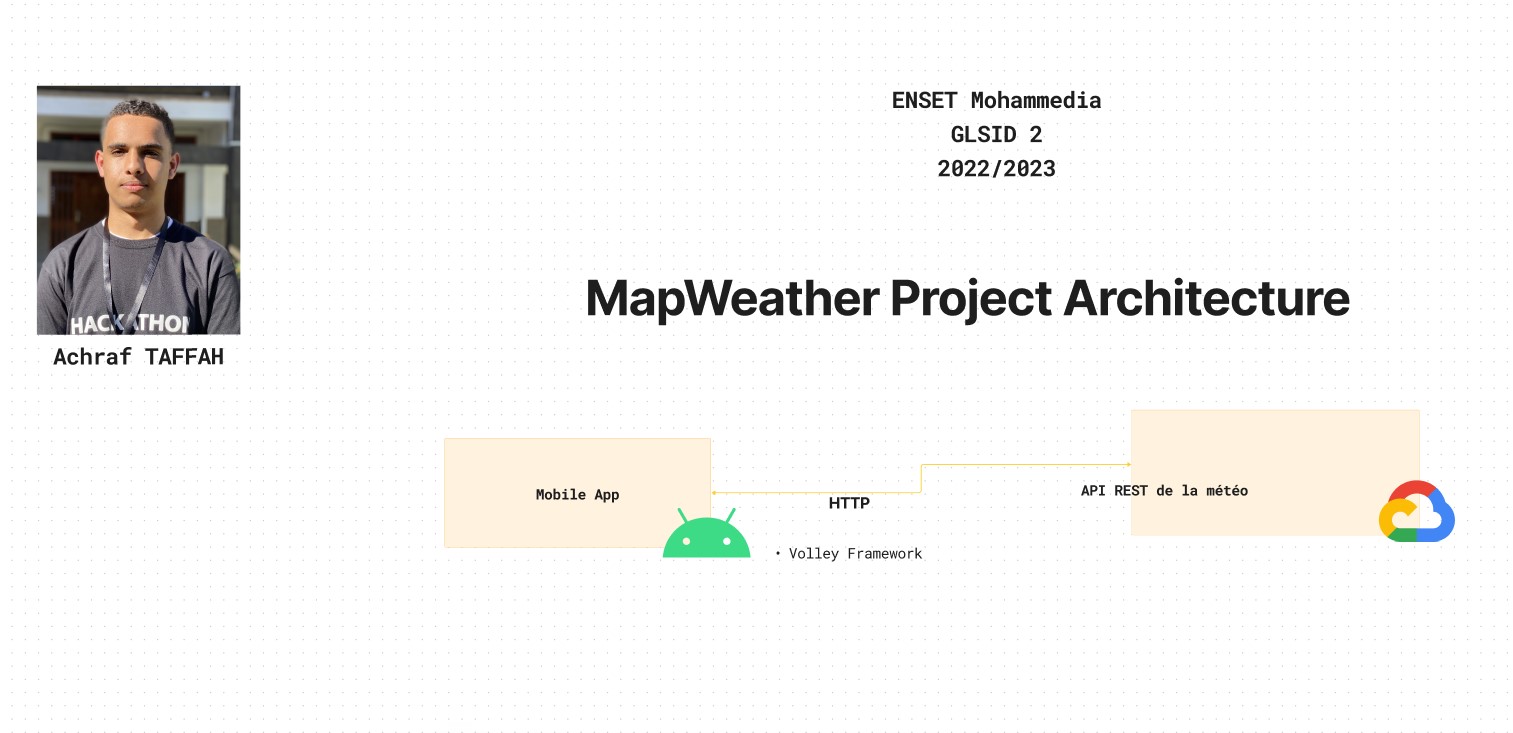 ENSET Mohammedia
GLSID 2
2022/2023
HACKATHON
Achraf TAFFAH
MapWeather Project Architecture
Mobile App
HTTP
• Volley Framework
API REST de la météo